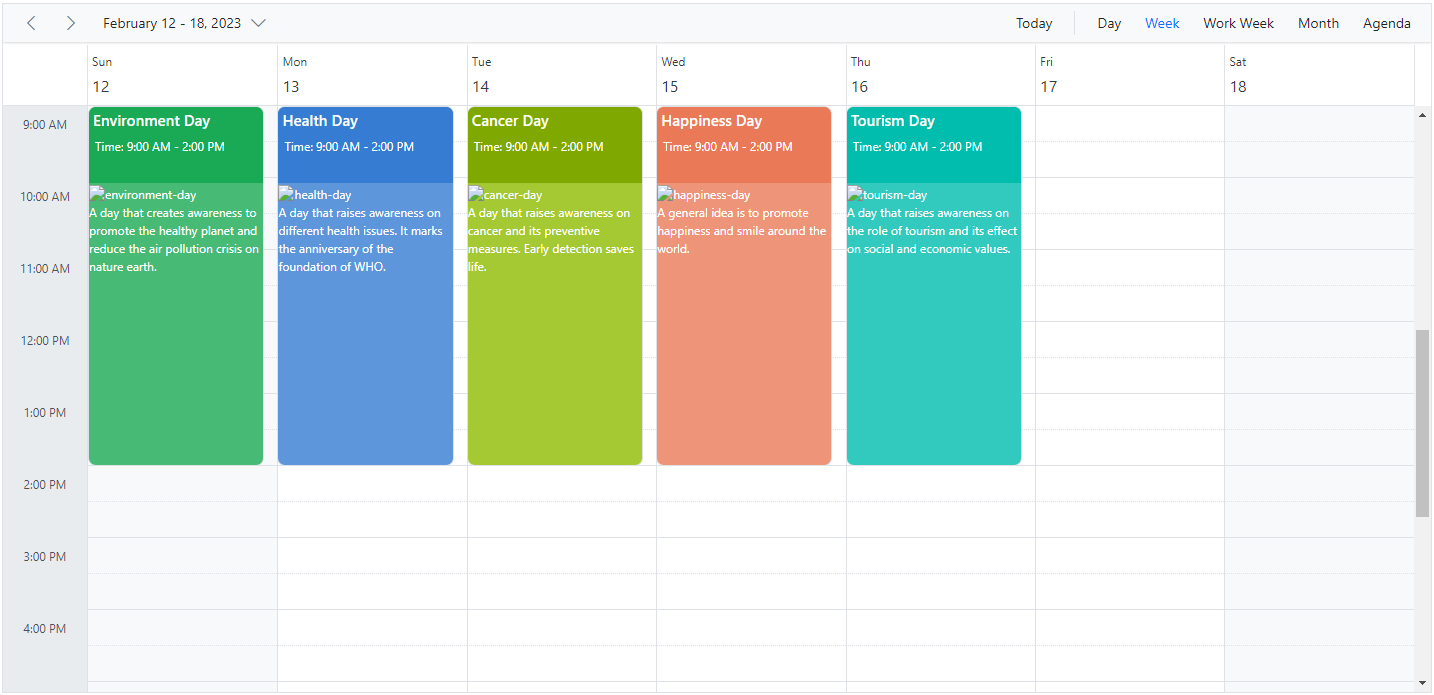 February 12 - 18, 2023 Today Day Week Work Week Month Agenda
Sun Mon Tue Wed Thu Fri Sat
12 13 14 15 16 17 18
9:00 AM
10:00 AM
11:00 AM
12:00 PM
1:00 PM
2:00 PM
3:00 PM
4:00 PM
Environment Day
Time: 9:00 AM - 2:00 PM
environment-day
A day that creates awareness to
promote the healthy planet and
reduce the air pollution crisis on
nature earth.
Health Day
Time: 9:00 AM - 2:00 PM
health-day
A day that raises awareness on
different health issues. It marks
the anniversary of the
foundation of WHO.
Cancer Day
Time: 9:00 AM - 2:00 PM
cancer-day
A day that raises awareness on
cancer and its preventive
measures. Early detection saves
life.
Happiness Day
Time: 9:00 AM - 2:00 PM
happiness-day
A general idea is to promote
happiness and smile around the
world.
Tourism Day
Time: 9:00 AM - 2:00 PM
tourism-day
A day that raises awareness on
the role of tourism and its effect
on social and economic values.